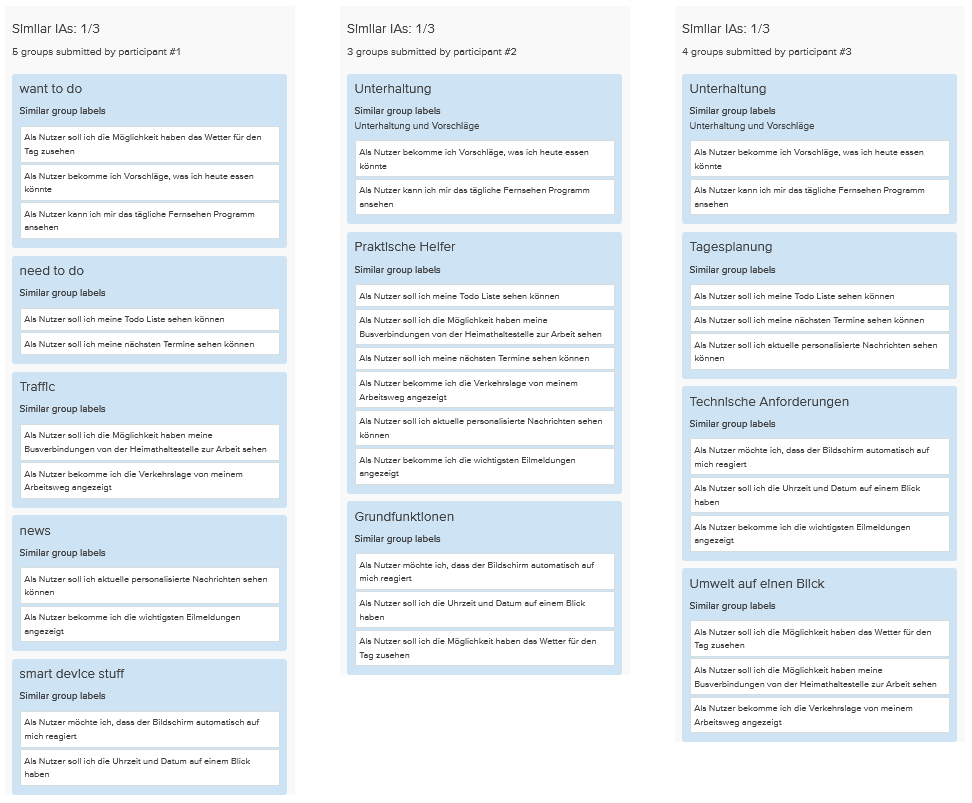 Similar IAs: 1/3
5 groups submitted by participant #1
want to do
Similar group labels
Als Nutzer soll ich die Möglichkeit haben das Wetter für den
Tag zusehen
Als Nutzer bekomme ich Vorschläge, was ich heute essen
könnte
Als Nutzer kann ich mir das tägliche Fernsehen Programm
ansehen
need to do
Similar group labels
Als Nutzer soll ich meine Todo Liste sehen können
Als Nutzer soll ich meine nächsten Termine sehen können
Traffic
Similar group labels
Als Nutzer soll ich die Möglichkeit haben meine
Busverbindungen von der Heimathaltestelle zur Arbeit sehen
Als Nutzer bekomme ich die Verkehrslage von meinem
Arbeitsweg angezeigt
news
Similar group labels
Als Nutzer soll ich aktuelle personalisierte Nachrichten sehen
können
Als Nutzer bekomme ich die wichtigsten Eilmeldungen
angezeigt
smart device stuff
Similar group labels
Als Nutzer möchte ich, dass der Bildschirm automatisch auf
mich reagiert
Als Nutzer soll ich die Uhrzeit und Datum auf einem Blick
haben
Similar IAs: 1/3
3 groups submitted by participant #2
Unterhaltung
Similar group labels
Unterhaltung und Vorschläge
Als Nutzer bekomme ich Vorschläge, was ich heute essen
könnte
Als Nutzer kann ich mir das tägliche Fernsehen Programm
ansehen
Praktische Helfer
Similar group labels
Als Nutzer soll ich meine Todo Liste sehen können
Als Nutzer soll ich die Möglichkeit haben meine
Busverbindungen von der Heimathaltestelle zur Arbeit sehen
Als Nutzer soll ich meine nächsten Termine sehen können
Als Nutzer bekomme ich die Verkehrslage von meinem
Arbeitsweg angezeigt
Als Nutzer soll ich aktuelle personalisierte Nachrichten sehen
können
Als Nutzer bekomme ich die wichtigsten Eilmeldungen
angezeigt
Grundfunktionen
Similar group labels
Als Nutzer möchte ich, dass der Bildschirm automatisch auf
mich reagiert
Als Nutzer soll ich die Uhrzeit und Datum auf einem Blick
haben
Als Nutzer soll ich die Möglichkeit haben das Wetter für den
Tag zusehen
Similar IAs: 1/3
4 groups submitted by participant #3
Unterhaltung
Similar group labels
Unterhaltung und Vorschläge
Als Nutzer bekomme ich Vorschläge, was ich heute essen
könnte
Als Nutzer kann ich mir das tägliche Fernsehen Programm
ansehen
Tagesplanung
Similar group labels
Als Nutzer soll ich meine Todo Liste sehen können
Als Nutzer soll ich meine nächsten Termine sehen können
Als Nutzer soll ich aktuelle personalisierte Nachrichten sehen
können
Technische Anforderungen
Similar group labels
Als Nutzer möchte ich, dass der Bildschirm automatisch auf
mich reagiert
Als Nutzer soll ich die Uhrzeit und Datum auf einem Blick
haben
Als Nutzer bekomme ich die wichtigsten Eilmeldungen
angezeigt
Umwelt auf einen Blick
Similar group labels
Als Nutzer soll ich die Möglichkeit haben das Wetter für den
Tag zusehen
Als Nutzer soll ich die Möglichkeit haben meine
Busverbindungen von der Heimathaltestelle zur Arbeit sehen
Als Nutzer bekomme ich die Verkehrslage von meinem
Arbeitsweg angezeigt